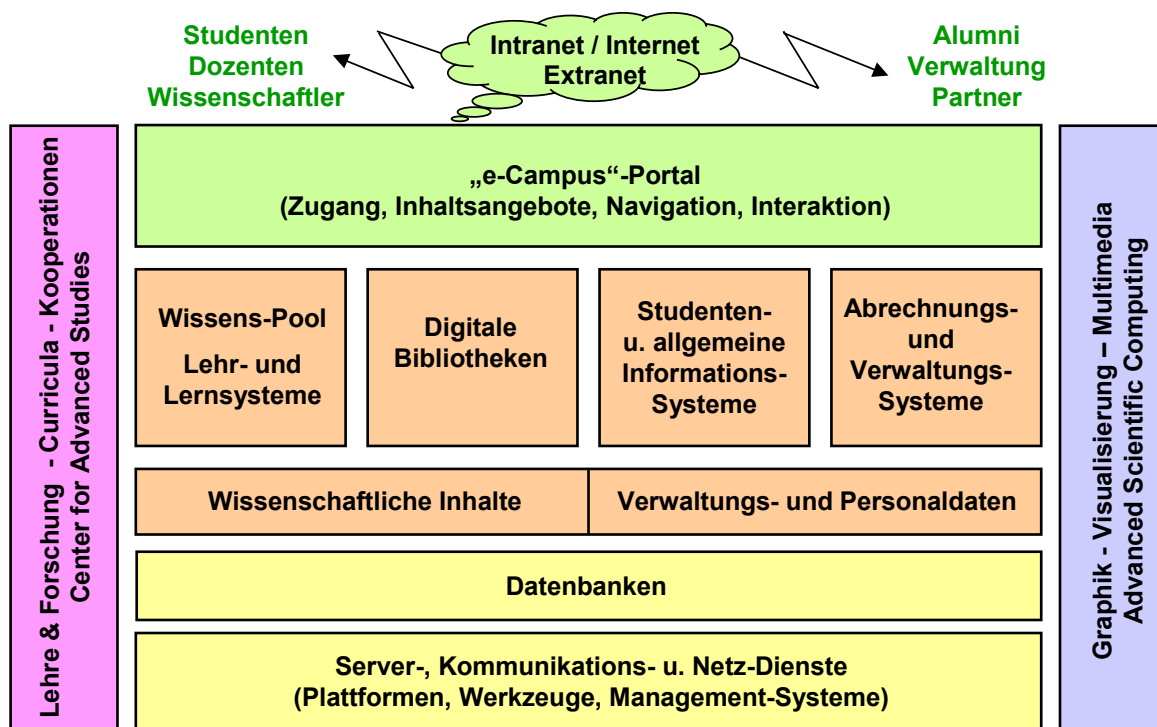 Studenten
Dozenten
Wissenschaftler
Intranet / Internet
Extranet
Alumni
Verwaltung
Partner
Lehre & Forschung - Curricula - Kooperationen
Center for Advanced Studies
„e-Campus“-Portal
(Zugang, Inhaltsangebote, Navigation, Interaktion)
Wissens-Pool
Lehr- und
Lernsysteme
Digitale
Bibliotheken
Studenten-
u. allgemeine
Informations-
Systeme
Abrechnungs-
und
Verwaltungs-
Systeme
Wissenschaftliche Inhalte
Verwaltungs- und Personaldaten
Datenbanken
Server-, Kommunikations- u. Netz-Dienste
(Plattformen, Werkzeuge, Management-Systeme)
Graphik - Visualisierung – Multimedia
Advanced Scientific Computing